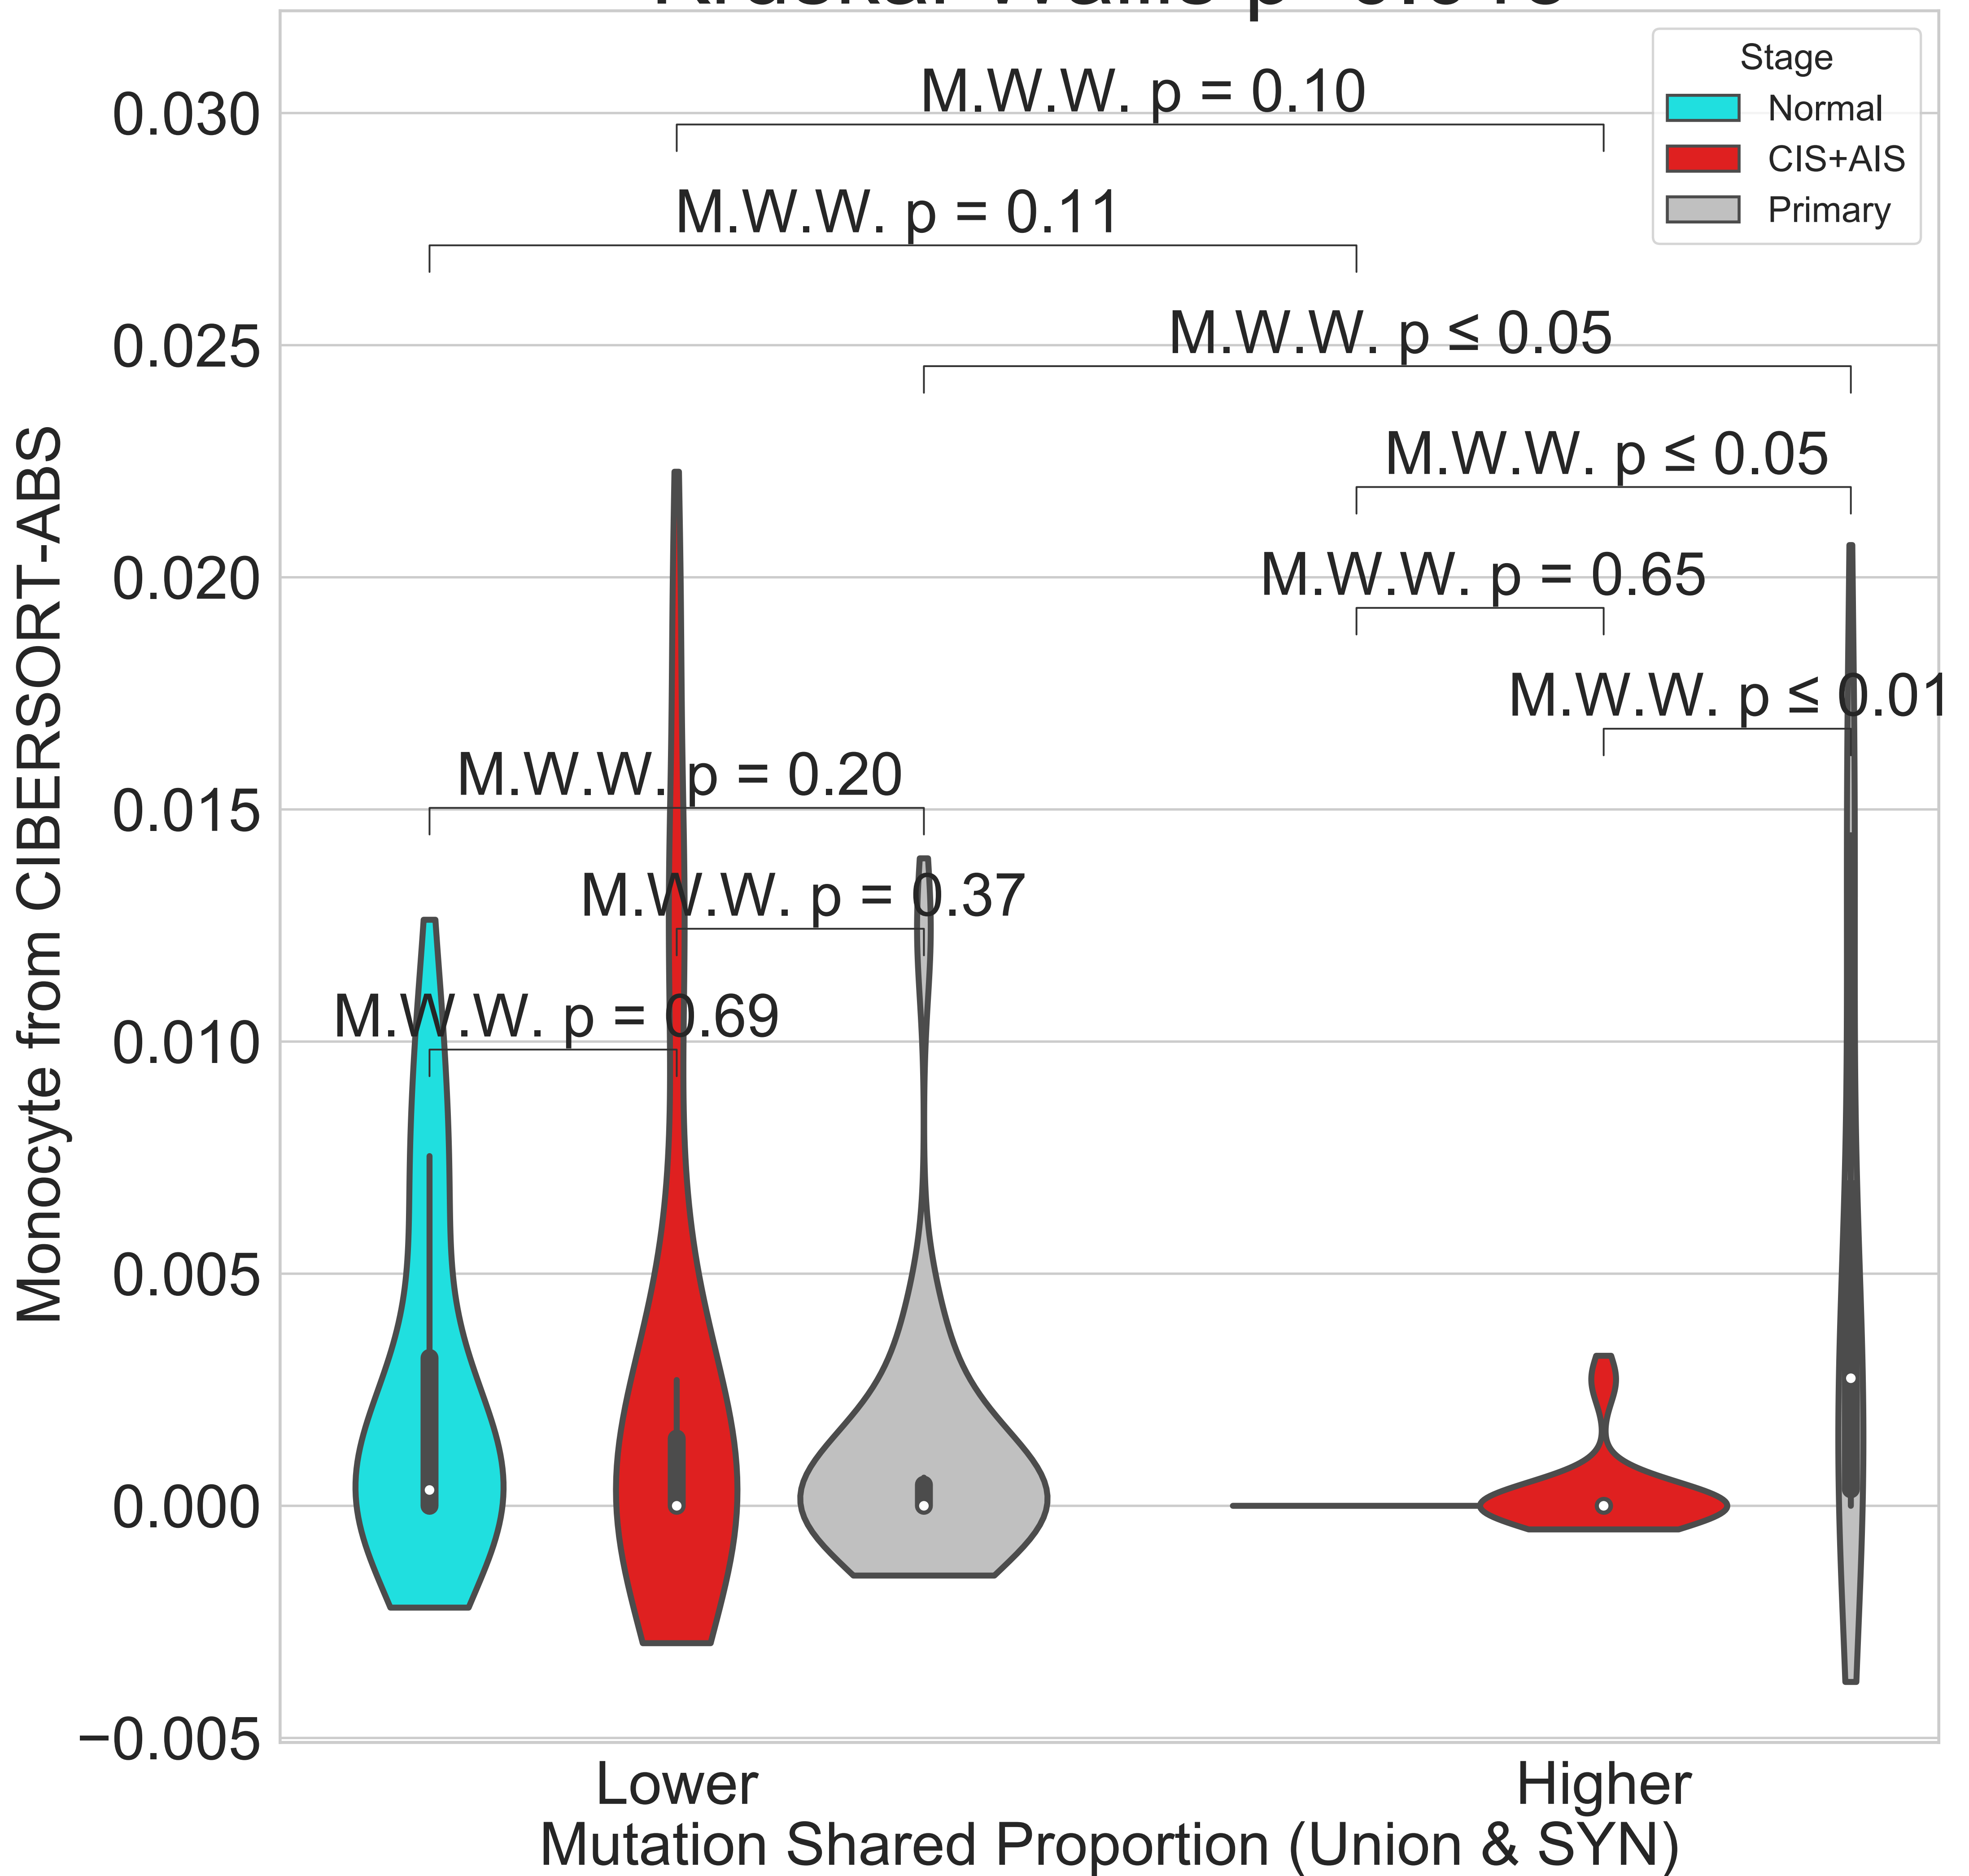 Stage
Normal
CIS+AIS
Primary
M.W.W. p = 0.10
M.W.W. p = 0.11
M.W.W. p ≤ 0.05
M.W.W. p ≤ 0.05
M.W.W. p = 0.65
M.W.W. p ≤ 0.01
M.W.W. p = 0.20
M.W.W. p = 0.37
M.W.W. p = 0.69
0.030
0.025
0.020
0.015
0.010
0.005
0.000
−0.005
Monocyte from CIBERSORT-ABS
Lower
Higher
Mutation Shared Proportion (Union & SYN)